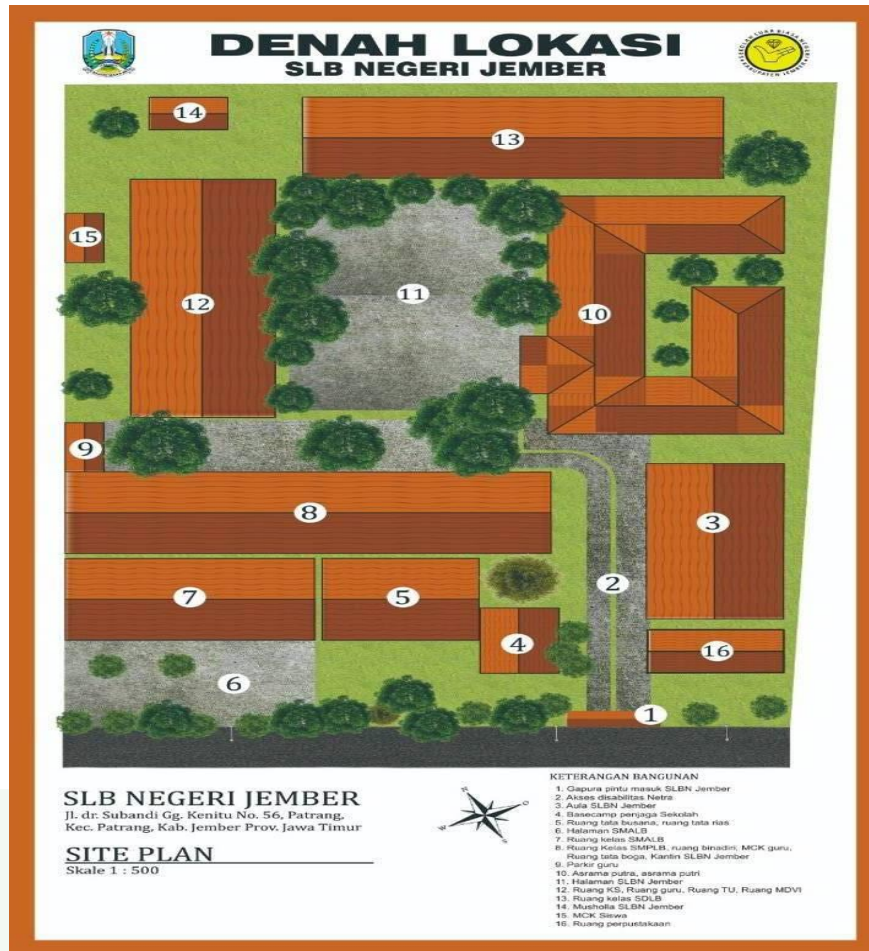 DENAH LOKASI
SLB NEGERI JEMBER
14
13
15
12
11
10
9
8
3
7
5
2
4
16
6
1
SLB NEGERI JEMBER
Jl. dr. Subandi Gg. Kenitu No. 56, Patrang,
Kec. Patrang, Kab. Jember Prov. Jawa Timur
SITE PLAN
Skale 1 : 500
KETERANGAN BANGUNAN
1. Gapura pintu masuk SLBN Jember
2. Akses disabilitas Netra
3. Aula SLBN Jember
4. Basecamp penjaga Sekolah
5. Ruang tata busana, ruang tata rias
6. Halaman SMALB
7. Ruang kelas SMALB
8. Ruang Kelas SMPLB, ruang binadiri, MCK guru,
Ruang tata boga, Kantin SLBN Jember
9. Parkir guru
10. Asrama putra, asrama putri
11. Halaman SLBN Jember
12. Ruang KS, Ruang guru, Ruang TU, Ruang MDVI
13. Ruang kelas SDLB
14. Musholla SLBN Jember
15. MCK Siswa
16. Ruang perpustakaan